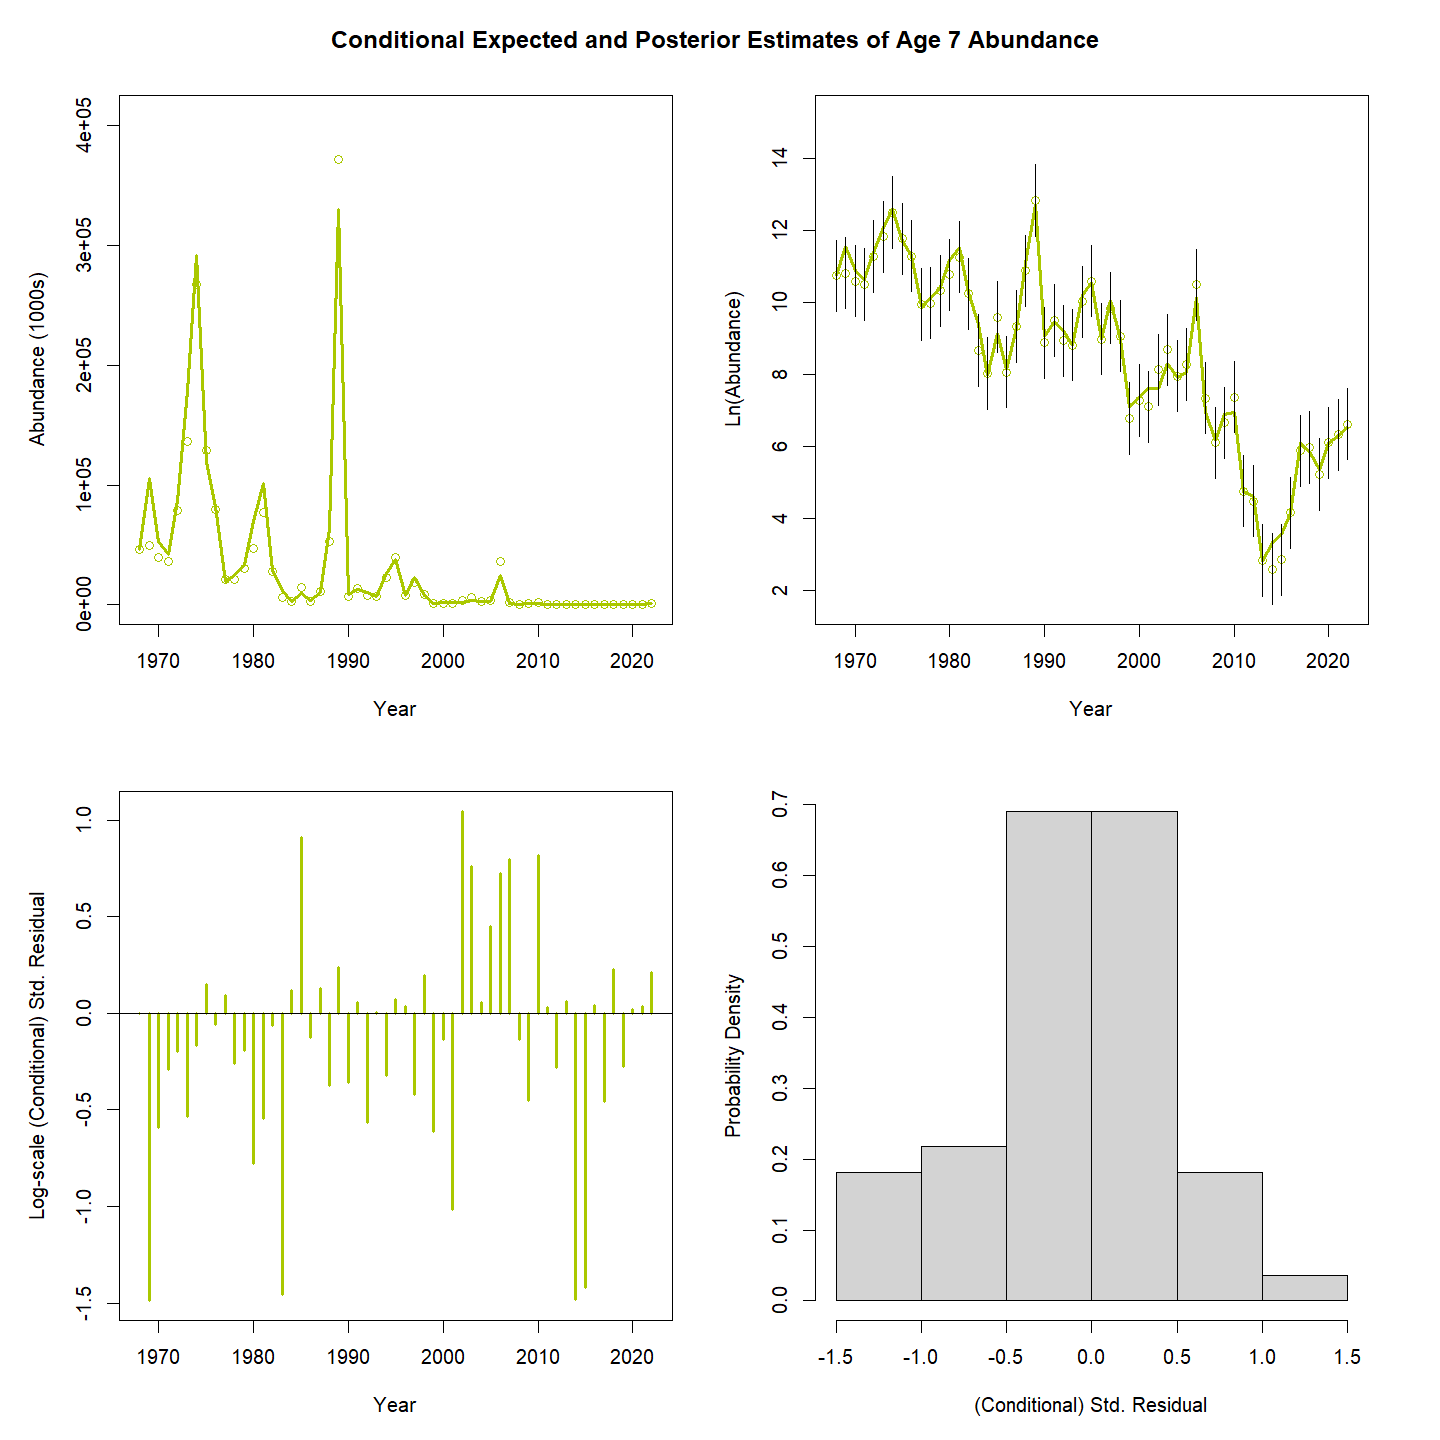 Conditional Expected and Posterior Estimates of Age 7 Abundance
Abundance (1000s)
4e+05
3e+05
2e+05
1e+05
0e+00
1970 1980 1990 2000 2010 2020
Year
Ln(Abundance)
14
12
10
8
6
4
2
1970 1980 1990 2000 2010 2020
Year
Log-scale (Conditional) Std. Residual
1.0
0.5
0.0
-0.5
-1.0
-1.5
1970 1980 1990 2000 2010 2020
Year
Probability Density
0.7
0.6
0.5
0.4
0.3
0.2
0.1
0.0
-1.5 -1.0 -0.5 0.0 0.5 1.0 1.5
(Conditional) Std. Residual